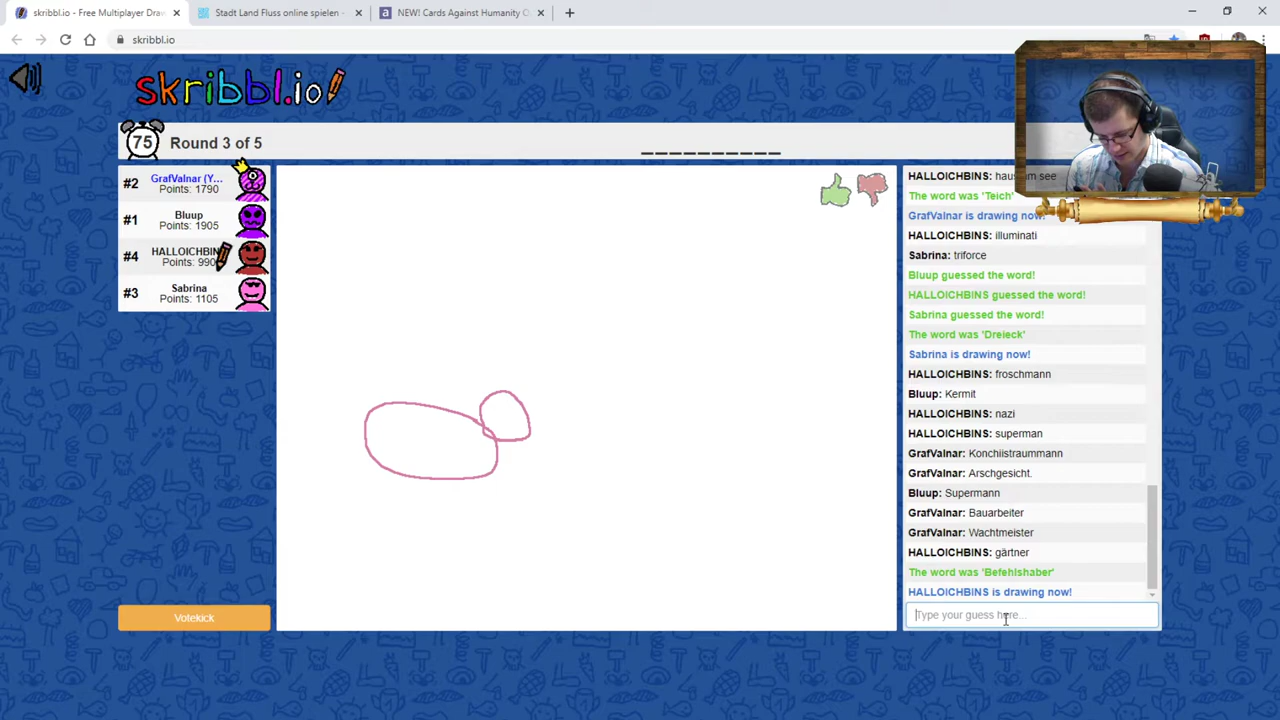 skribbl.io - Free Multiplayer Draw
Stadt Land Fluss online spielen -
NEW! Cards Against Humanity O
skribbl.io
skribbl.io
75
Round 3 of 5
_ _ _ _ _ _ _ _ _ _
#2
GrafValnar (Y...
Points: 1790
#1
Bluup
Points: 1905
#4
HALLOICHBIN
Points: 990
#3
Sabrina
Points: 1105
Votekick
HALLOICHBINS: haus am see
The word was 'Teich'
GrafValnar is drawing now!
HALLOICHBINS: illuminati
Sabrina: triforce
Bluup guessed the word!
HALLOICHBINS guessed the word!
Sabrina guessed the word!
The word was 'Dreieck'
Sabrina is drawing now!
HALLOICHBINS: froschmann
Bluup: Kermit
HALLOICHBINS: nazi
HALLOICHBINS: superman
GrafValnar: Konchiistraummann
GrafValnar: Arschgesicht.
Bluup: Supermann
GrafValnar: Bauarbeiter
GrafValnar: Wachtmeister
HALLOICHBINS: gärtner
The word was 'Befehlshaber'
HALLOICHBINS is drawing now!
Type your guess here...